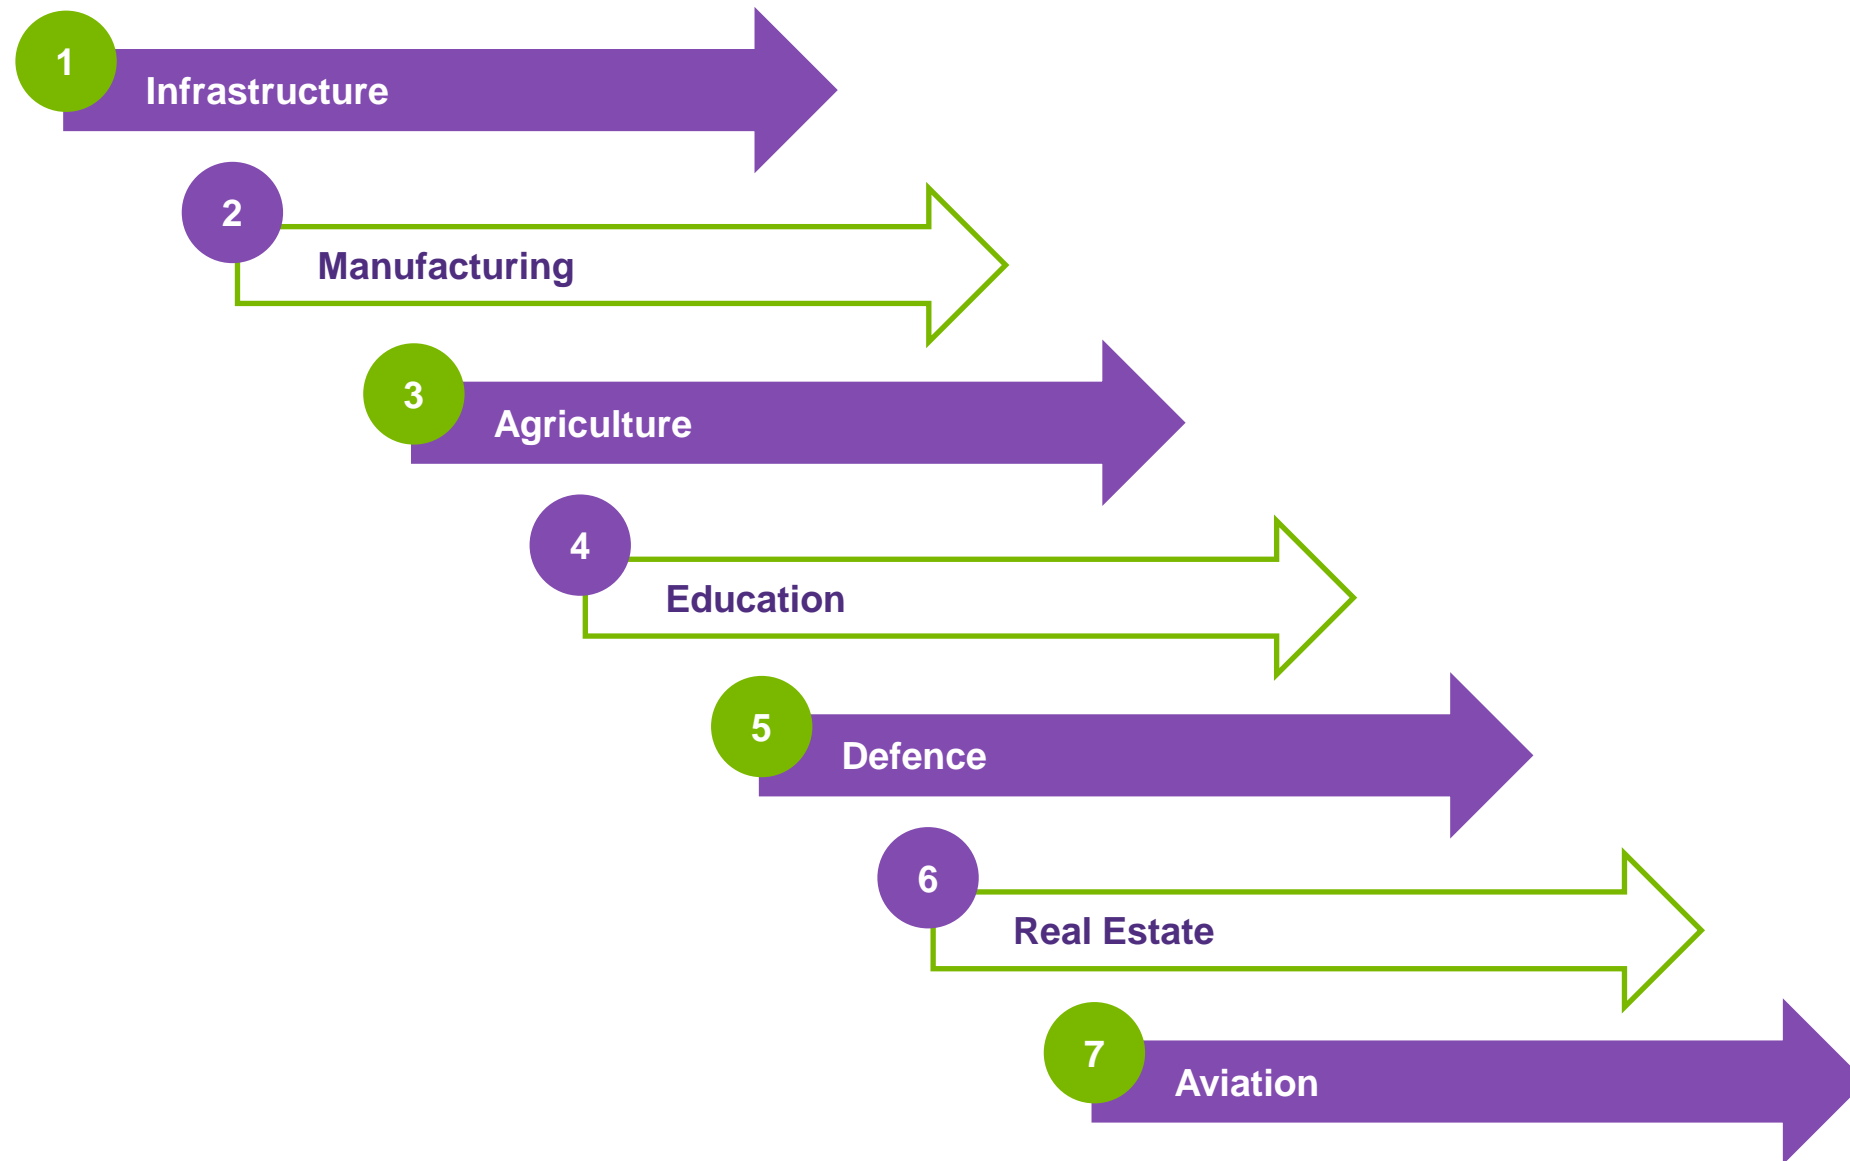 1
Infrastructure
2
Manufacturing
3
Agriculture
4
Education
5
Defence
6
Real Estate
7
Aviation